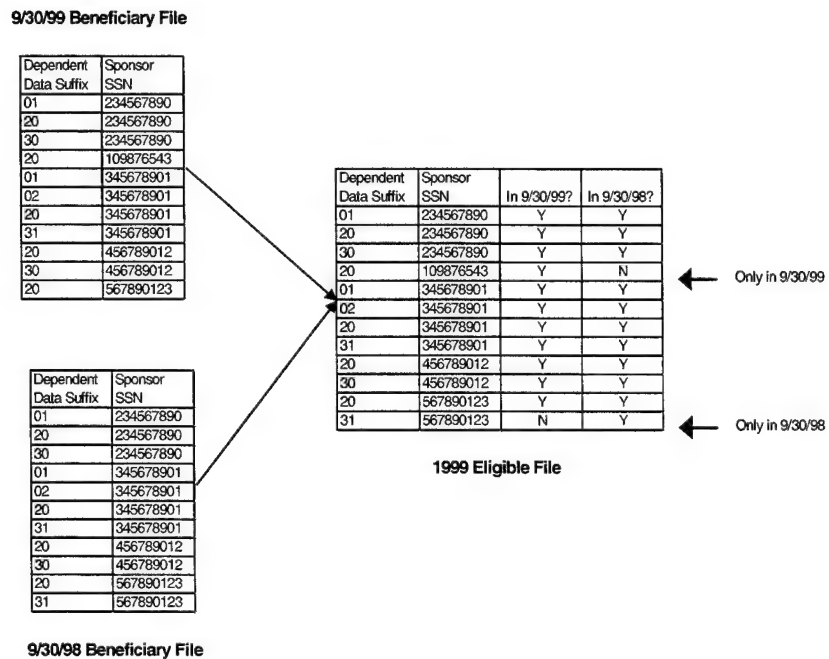 9/30/99 Beneficiary File
Dependent Data Suffix Sponsor SSN
01 234567890
20 234567890
30 234567890
20 109876543
01 345678901
02 345678901
20 345678901
31 345678901
20 456789012
30 456789012
20 567890123
Dependent Data Suffix Sponsor SSN In 9/30/99? In 9/30/98?
01 234567890 Y Y
20 234567890 Y Y
30 234567890 Y Y
20 109876543 Y N
Only in 9/30/99
01 345678901 Y Y
02 345678901 Y Y
20 345678901 Y Y
31 345678901 Y Y
20 456789012 Y Y
30 456789012 Y Y
20 567890123 Y Y
31 567890123 N Y
Only in 9/30/98
1999 Eligible File
Dependent Data Suffix Sponsor SSN
01 234567890
20 234567890
30 234567890
01 345678901
02 345678901
20 345678901
31 345678901
20 456789012
30 456789012
20 567890123
31 567890123
9/30/98 Beneficiary File